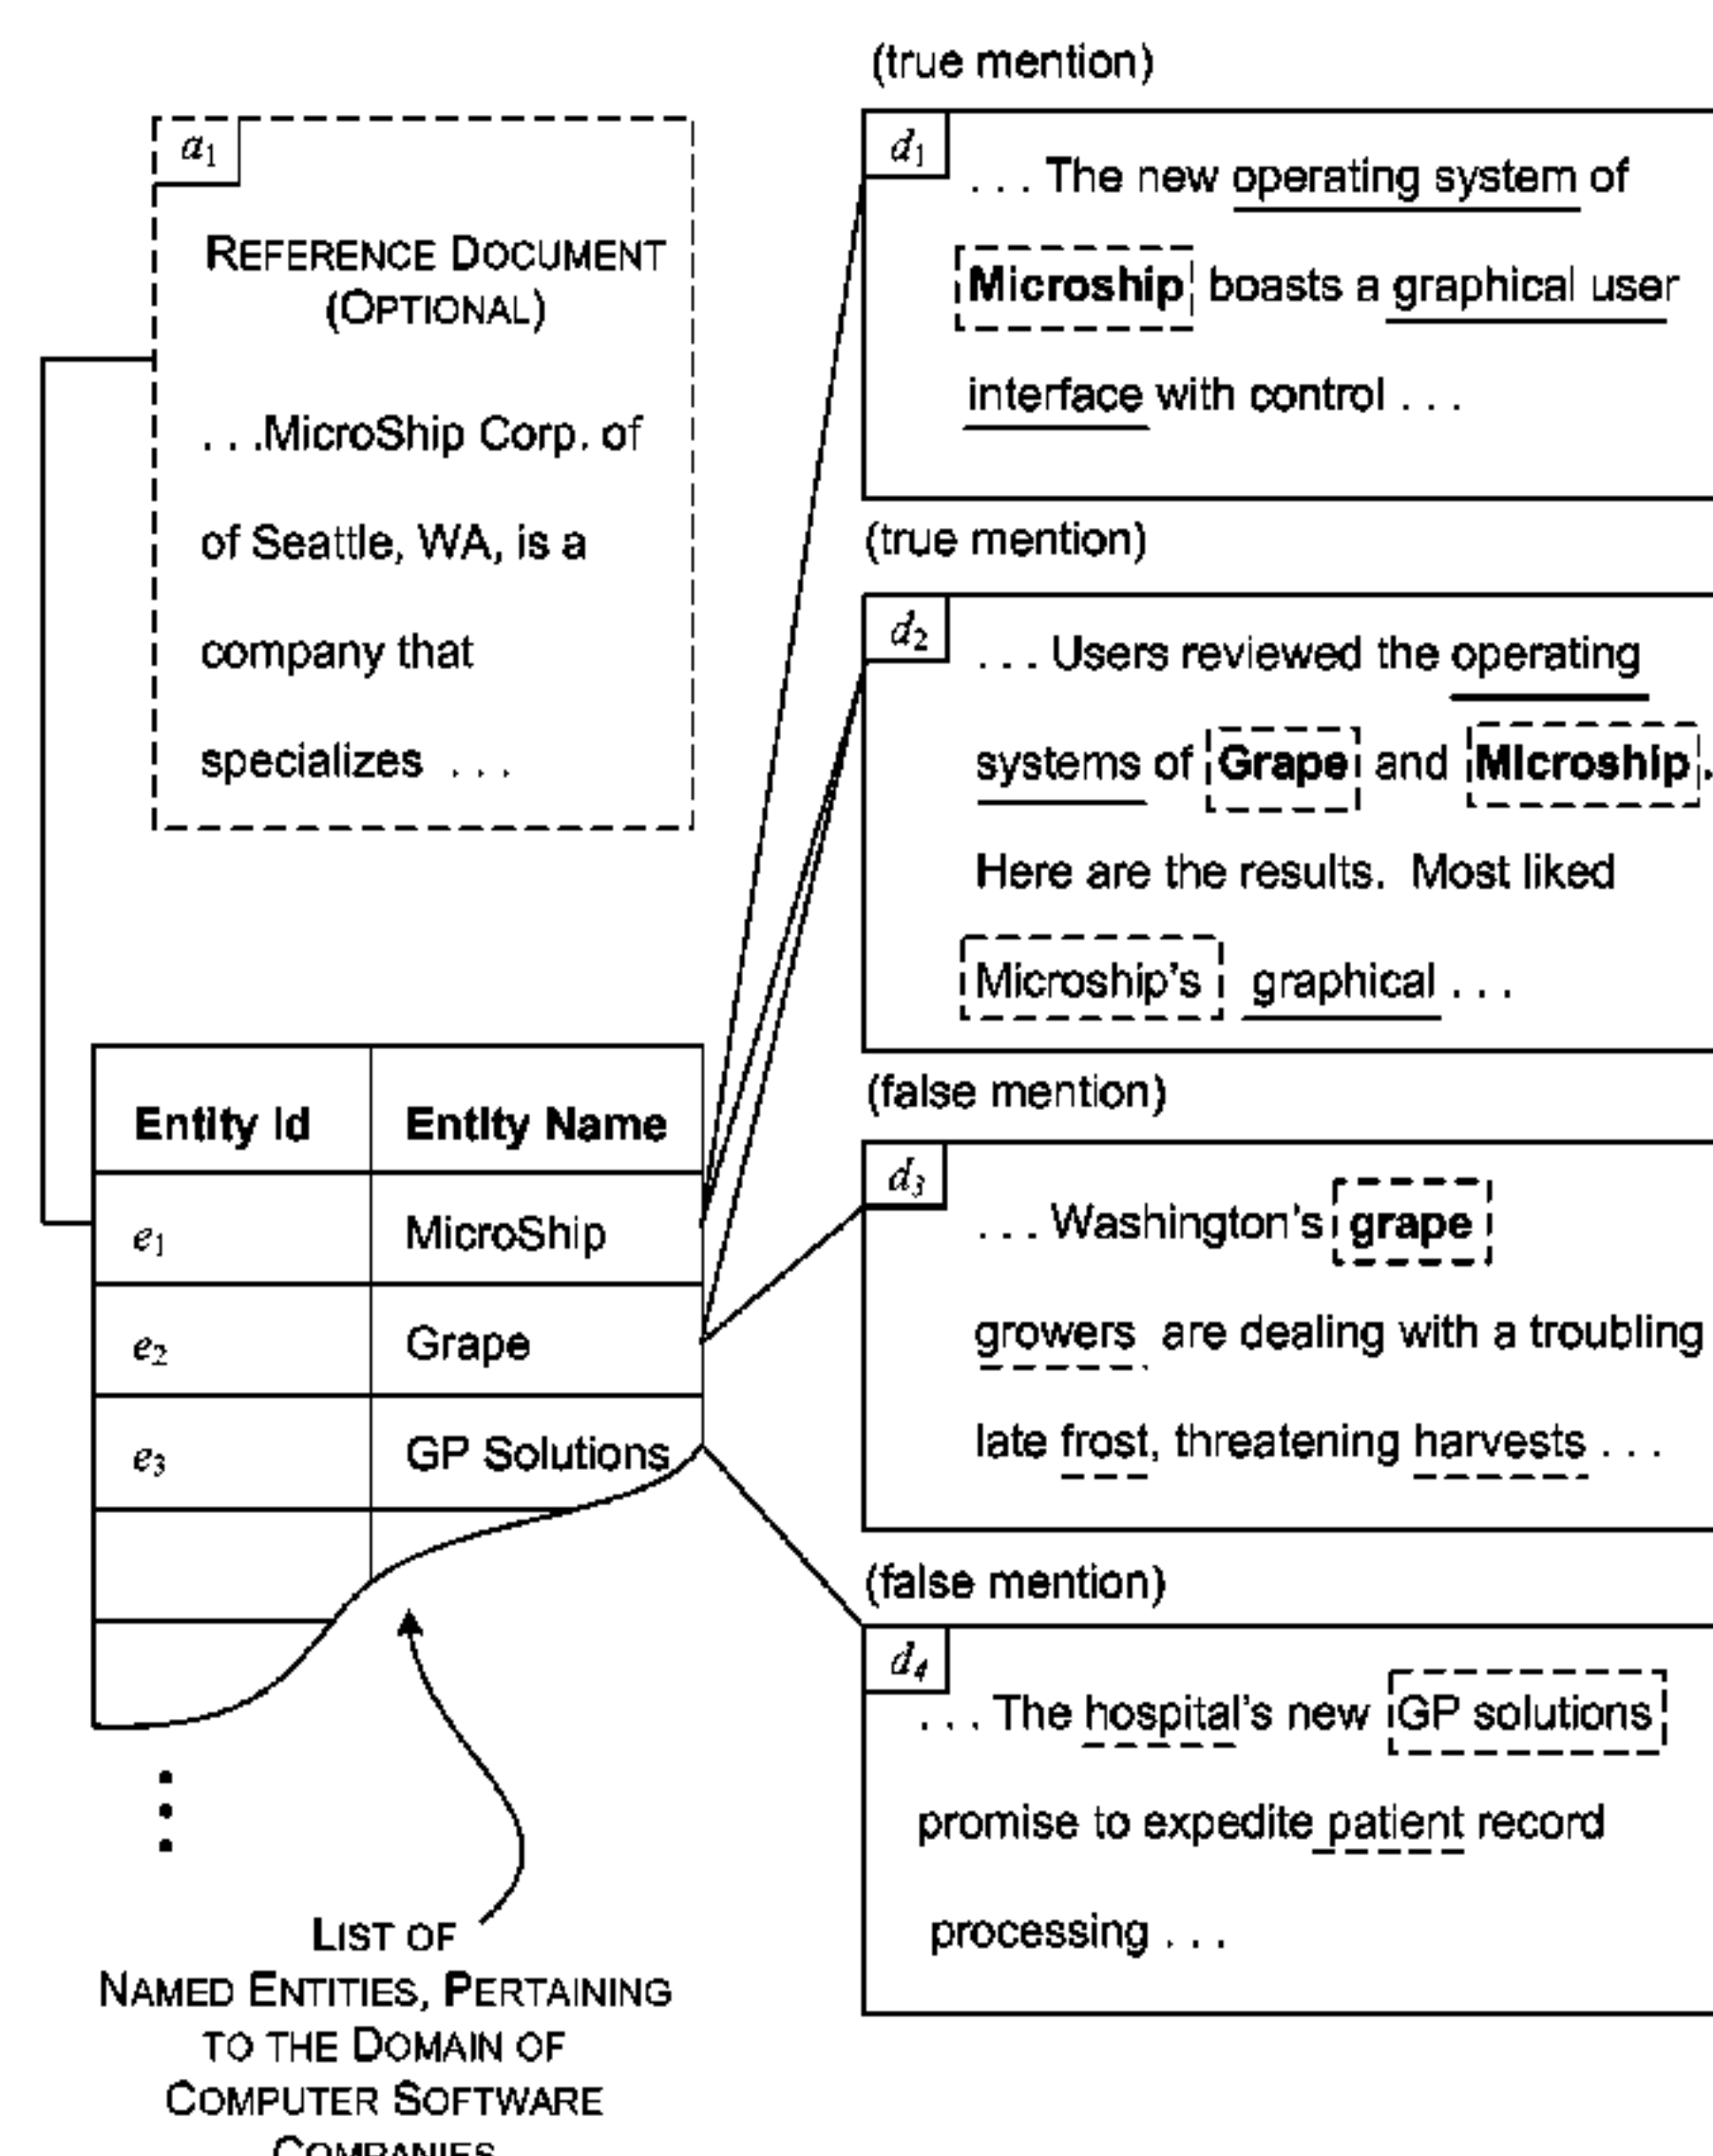 a1
REFERENCE DOCUMENT
(OPTIONAL)
. . .MicroShip Corp. of
of Seattle, WA, is a
company that
specializes . . .
Entity Id Entity Name
e1 MicroShip
e2 Grape
e3 GP Solutions
LIST OF
NAMED ENTITIES, PERTAINING
TO THE DOMAIN OF
COMPUTER SOFTWARE
COMPANIES
(true mention)
d1
. . . The new operating system of
Microship boasts a graphical user
interface with control . . .
(true mention)
d2
. . . Users reviewed the operating
systems of Grape and Microship.
Here are the results. Most liked
Microship's graphical . . .
(false mention)
d3
. . . Washington's grape
growers are dealing with a troubling
late frost, threatening harvests . . .
(false mention)
d4
. . . The hospital's new GP solutions
promise to expedite patient record
processing . . .